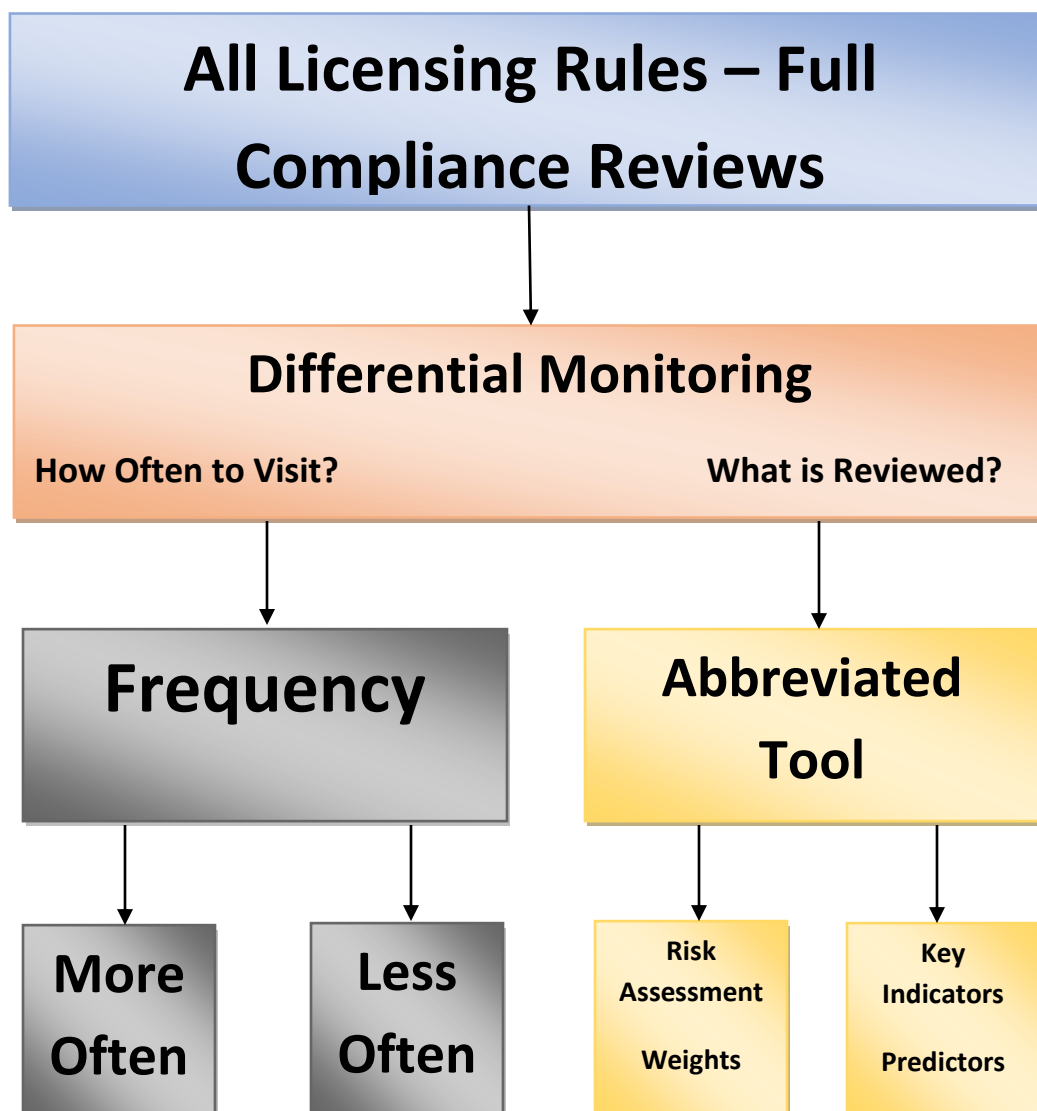 All Licensing Rules – Full
Compliance Reviews
Differential Monitoring
How Often to Visit?
What is Reviewed?
Frequency
Abbreviated
Tool
More
Often
Less
Often
Risk
Assessment
Weights
Key
Indicators
Predictors